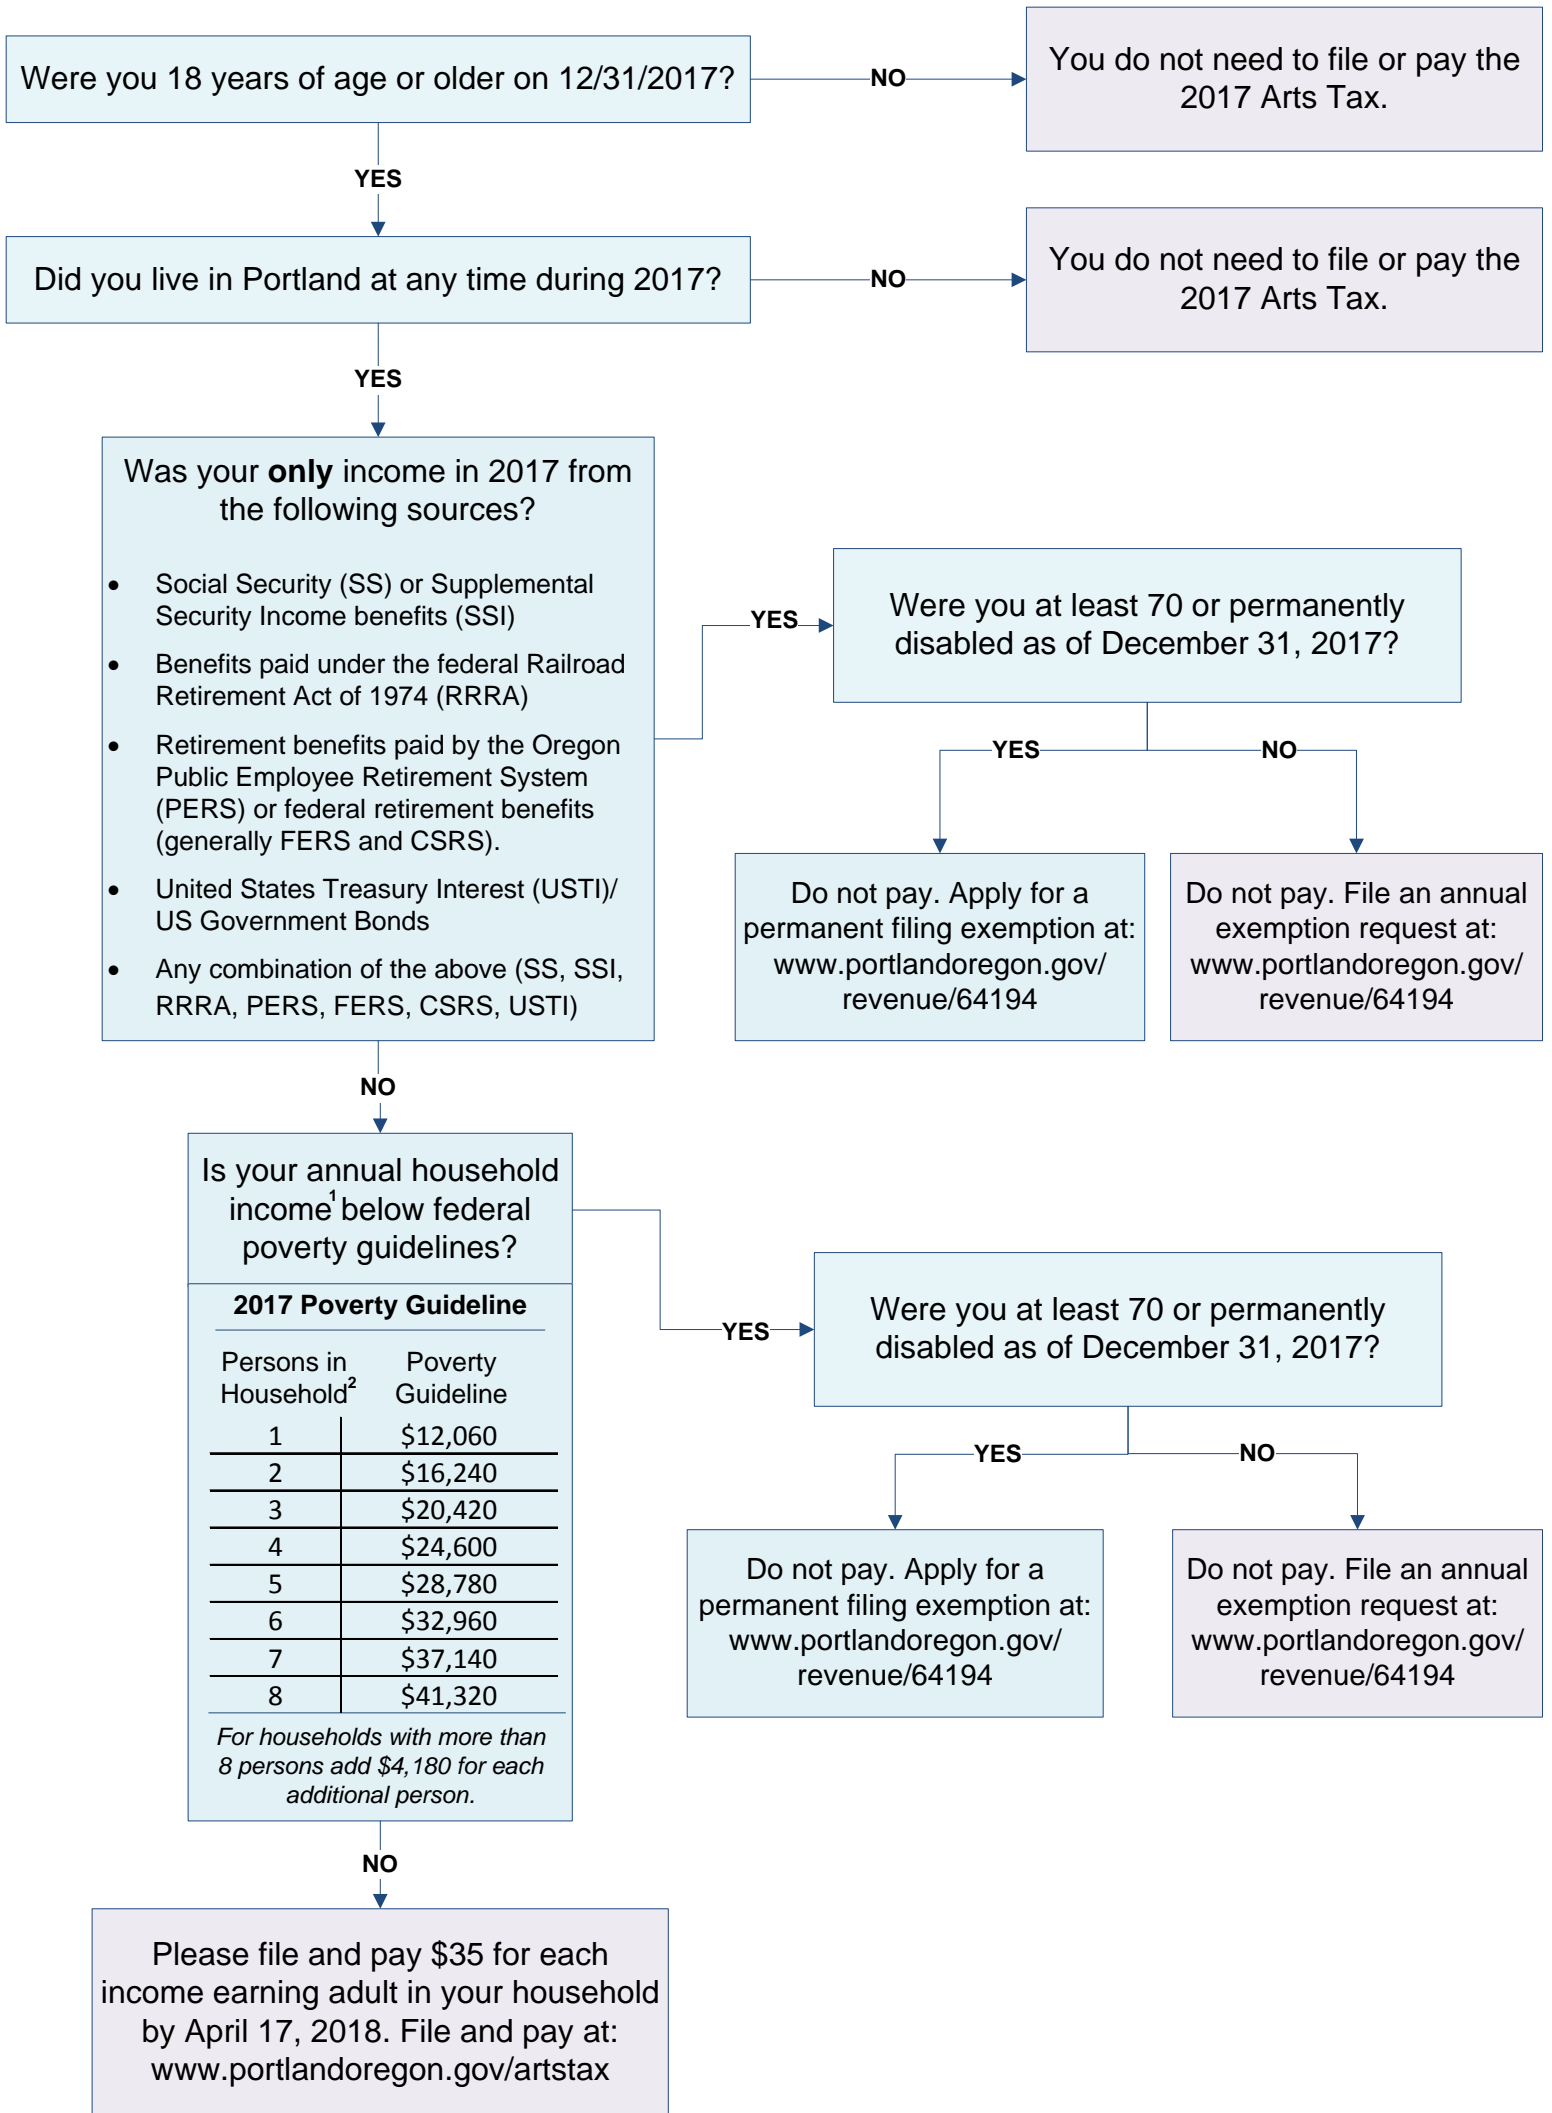 Were you 18 years of age or older on 12/31/2017?
NO
You do not need to file or pay the
2017 Arts Tax.
YES
Did you live in Portland at any time during 2017?
NO
You do not need to file or pay the
2017 Arts Tax.
YES
Was your only income in 2017 from
the following sources?
• Social Security (SS) or Supplemental
Security Income benefits (SSI)
• Benefits paid under the federal Railroad
Retirement Act of 1974 (RRRA)
• Retirement benefits paid by the Oregon
Public Employee Retirement System
(PERS) or federal retirement benefits
(generally FERS and CSRS).
• United States Treasury Interest (USTI)/
US Government Bonds
• Any combination of the above (SS, SSI,
RRRA, PERS, FERS, CSRS, USTI)
YES
Were you at least 70 or permanently
disabled as of December 31, 2017?
YES
NO
Do not pay. Apply for a
permanent filing exemption at:
www.portlandoregon.gov/
revenue/64194
Do not pay. File an annual
exemption request at:
www.portlandoregon.gov/
revenue/64194
NO
Is your annual household
income¹ below federal
poverty guidelines?
2017 Poverty Guideline
Persons in Poverty
Household² Guideline
1 $12,060
2 $16,240
3 $20,420
4 $24,600
5 $28,780
6 $32,960
7 $37,140
8 $41,320
For households with more than
8 persons add $4,180 for each
additional person.
YES
Were you at least 70 or permanently
disabled as of December 31, 2017?
YES
NO
Do not pay. Apply for a
permanent filing exemption at:
www.portlandoregon.gov/
revenue/64194
Do not pay. File an annual
exemption request at:
www.portlandoregon.gov/
revenue/64194
NO
Please file and pay $35 for each
income earning adult in your household
by April 17, 2018. File and pay at:
www.portlandoregon.gov/artstax